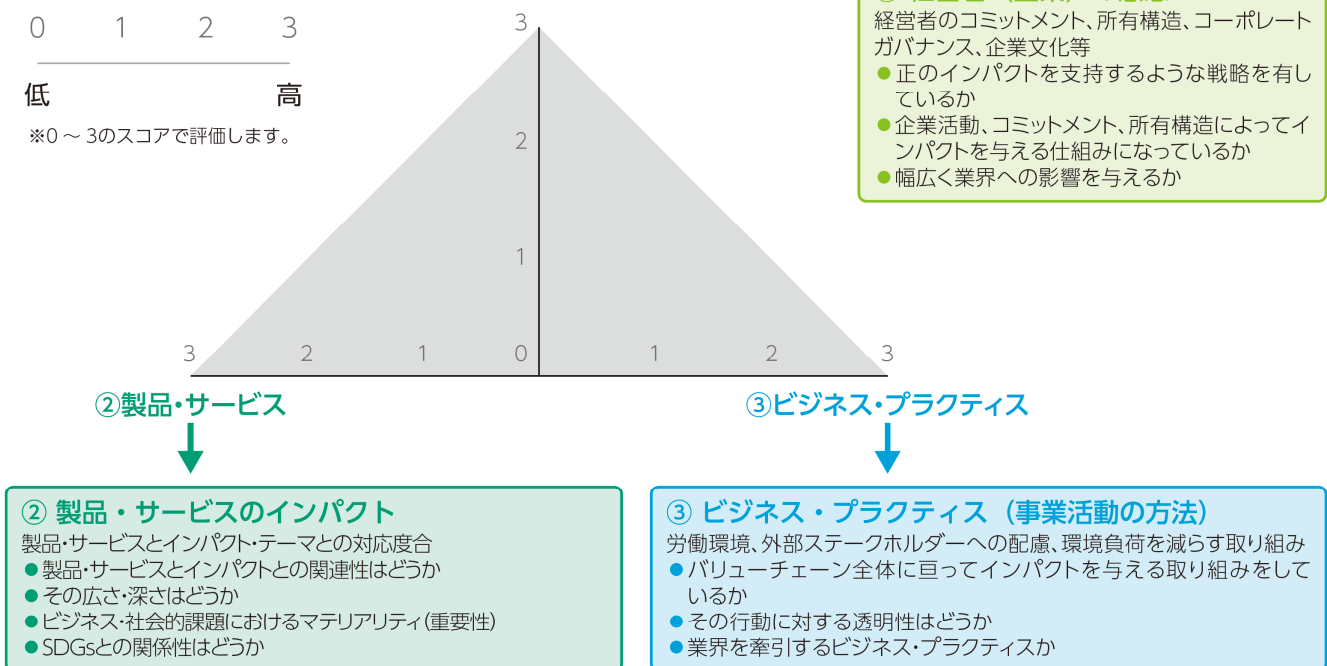 0 1 2 3
低 高
※0 ～ 3のスコアで評価します。
3
2
1
3 2 1 0 1 2 3
経営者のコミットメント、所有構造、コーポレート
ガバナンス、企業文化等
●正のインパクトを支持するような戦略を有し
ているか
●企業活動、コミットメント、所有構造によってイ
ンパクトを与える仕組みになっているか
●幅広く業界への影響を与えるか
②製品・サービス
③ビジネス・プラクティス
② 製品・サービスのインパクト
製品・サービスとインパクト・テーマとの対応度合
●製品・サービスとインパクトとの関連性はどうか
●その広さ・深さはどうか
●ビジネス・社会的課題におけるマテリアリティ(重要性)
●SDGsとの関係性はどうか
③ ビジネス・プラクティス（事業活動の方法）
労働環境、外部ステークホルダーへの配慮、環境負荷を減らす取り組み
●バリューチェーン全体に亘ってインパクトを与える取り組みをして
いるか
●その行動に対する透明性はどうか
●業界を牽引するビジネス・プラクティスか